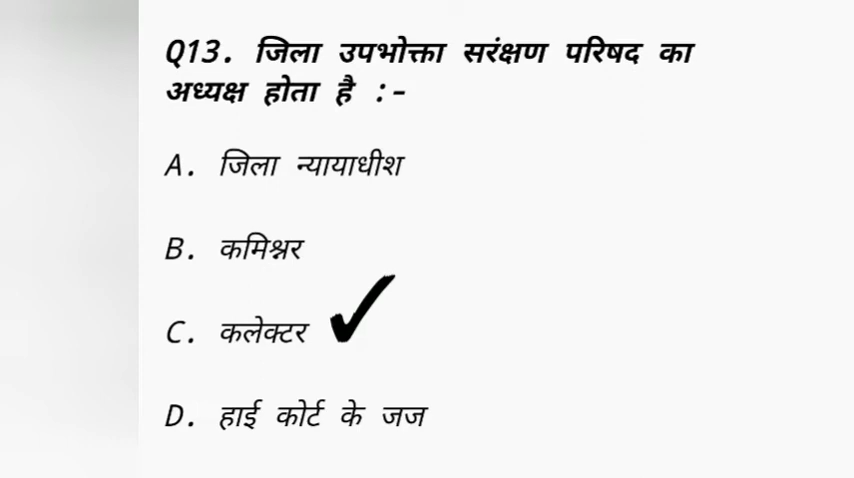 Q13. जिला उपभोक्ता सरंक्षण परिषद का
अध्यक्ष होता है :-
A. जिला न्यायाधीश
B. कमिश्नर
C. कलेक्टर
D. हाई कोर्ट के जज